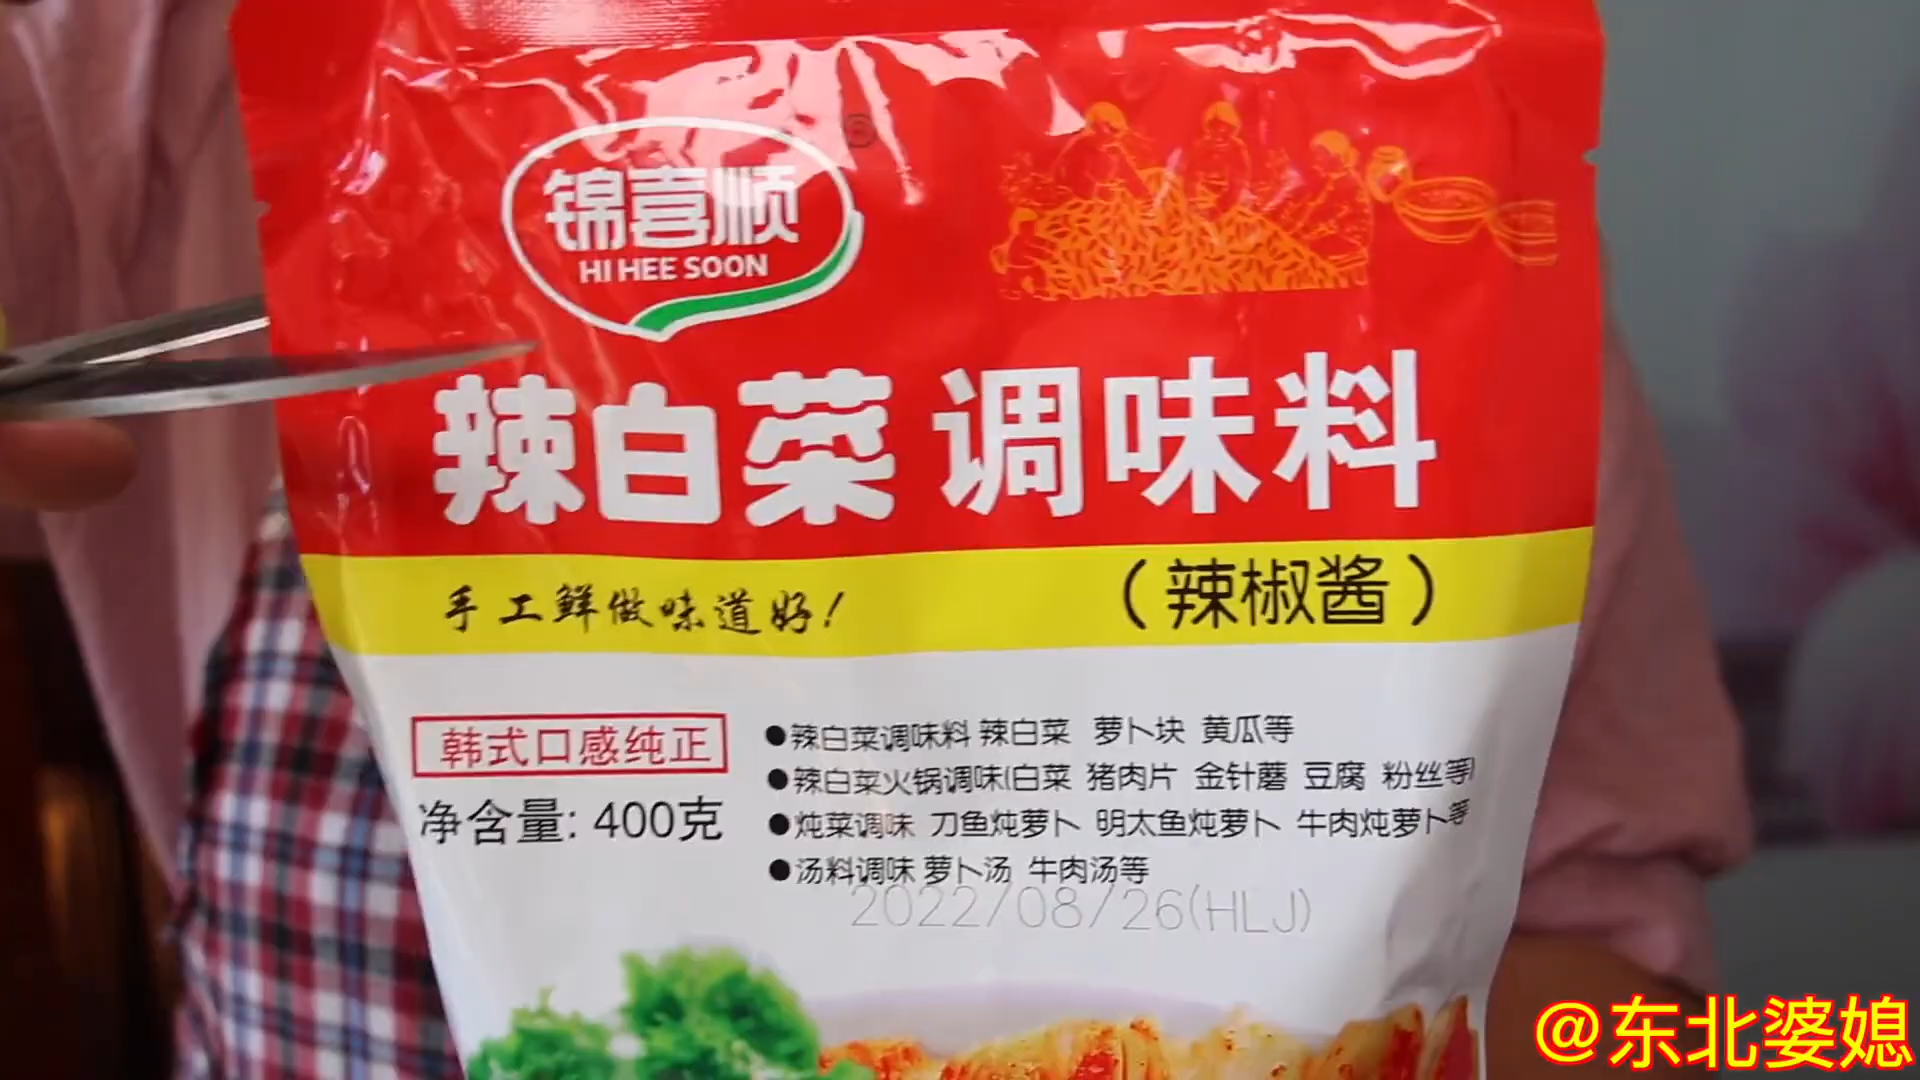 锦喜顺
®
HI HEE SOON
辣白菜调味料
手工鲜做味道好!
(辣椒酱)
韩式口感纯正
净含量: 400克
●辣白菜调味料 辣白菜 萝卜块 黄瓜等
●辣白菜火锅调味(白菜 猪肉片 金针蘑 豆腐 粉丝等)
●炖菜调味 刀鱼炖萝卜 明太鱼炖萝卜 牛肉炖萝卜等
●汤料调味 萝卜汤 牛肉汤等
2022/08/26(HLJ)
@东北婆媳